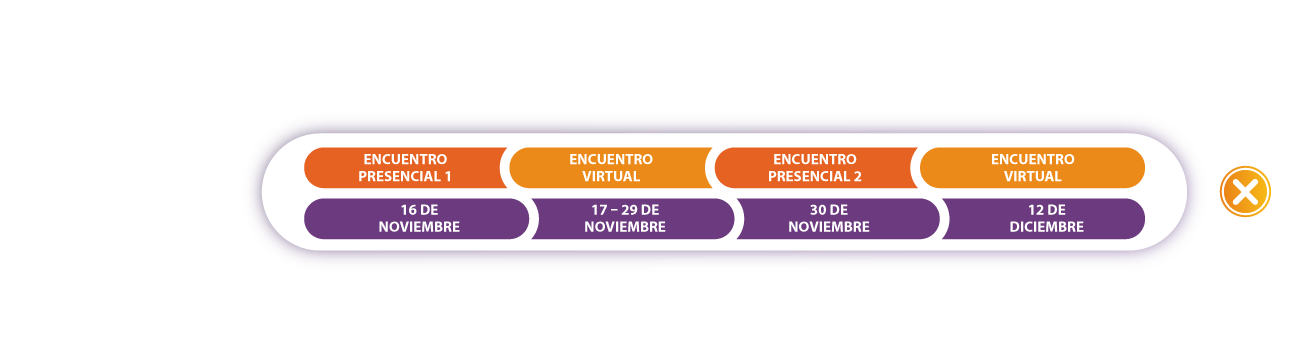 ENCUENTRO
PRESENCIAL 1
ENCUENTRO
VIRTUAL
ENCUENTRO
PRESENCIAL 2
ENCUENTRO
VIRTUAL
16 DE
NOVIEMBRE
17 – 29 DE
NOVIEMBRE
30 DE
NOVIEMBRE
12 DE
DICIEMBRE